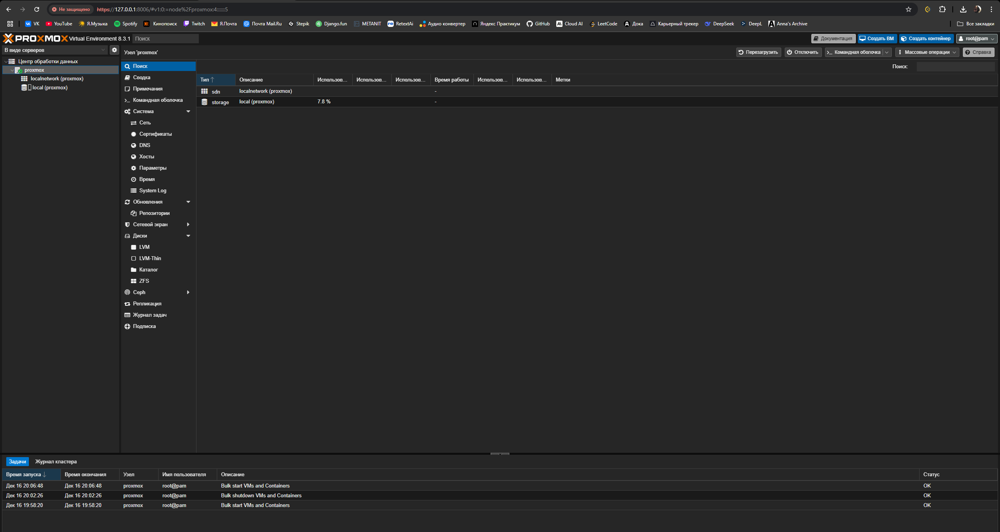 Не защищено https://127.0.0.1:8006/#v1:0:=node%2Fproxmox:4:::::::5
VK YouTube Я.Музыка Spotify Кинопоиск Twitch Я.Почта Почта Mail.Ru Stepik Django.fun METANIT RetextAi Аудио конвертер Яндекс Практикум GitHub Cloud AI LeetCode Дока Карьерный трекер DeepSeek DeepL Anna's Archive Все закладки
PROXMOX Virtual Environment 8.3.1 Поиск Документация Создать ВМ Создать контейнер root@pam
В виде серверов
Центр обработки данных
proxmox
localnetwork (proxmox)
local (proxmox)
Узел 'proxmox' Перезагрузить Отключить Командная оболочка Массовые операции Справка
Поиск
Сводка
Примечания
Командная оболочка
Система
Сеть
Сертификаты
DNS
Хосты
Параметры
Время
System Log
Обновления
Репозитории
Сетевой экран
Диски
LVM
LVM-Thin
Каталог
ZFS
Ceph
Репликация
Журнал задач
Подписка
Поиск:
Тип Описание Использов... Использов... Использов... Время работы Использов... Использов... Метки
sdn localnetwork (proxmox) -
storage local (proxmox) 7.8 % -
Задачи Журнал кластера
Время запуска Время окончания Узел Имя пользователя Описание Статус
Дек 16 20:06:48 Дек 16 20:06:48 proxmox root@pam Bulk start VMs and Containers OK
Дек 16 20:02:26 Дек 16 20:02:26 proxmox root@pam Bulk shutdown VMs and Containers OK
Дек 16 19:58:20 Дек 16 19:58:20 proxmox root@pam Bulk start VMs and Containers OK